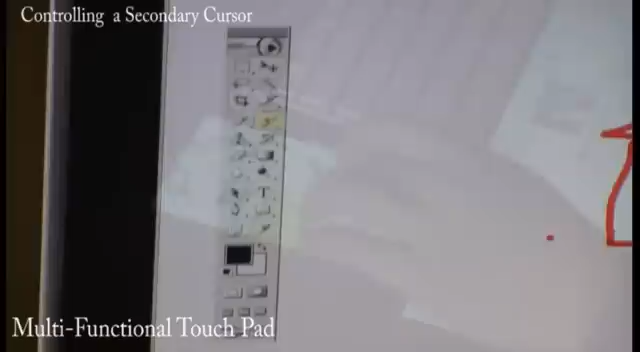 Controlling a Secondary Cursor
T
Multi-Functional Touch Pad